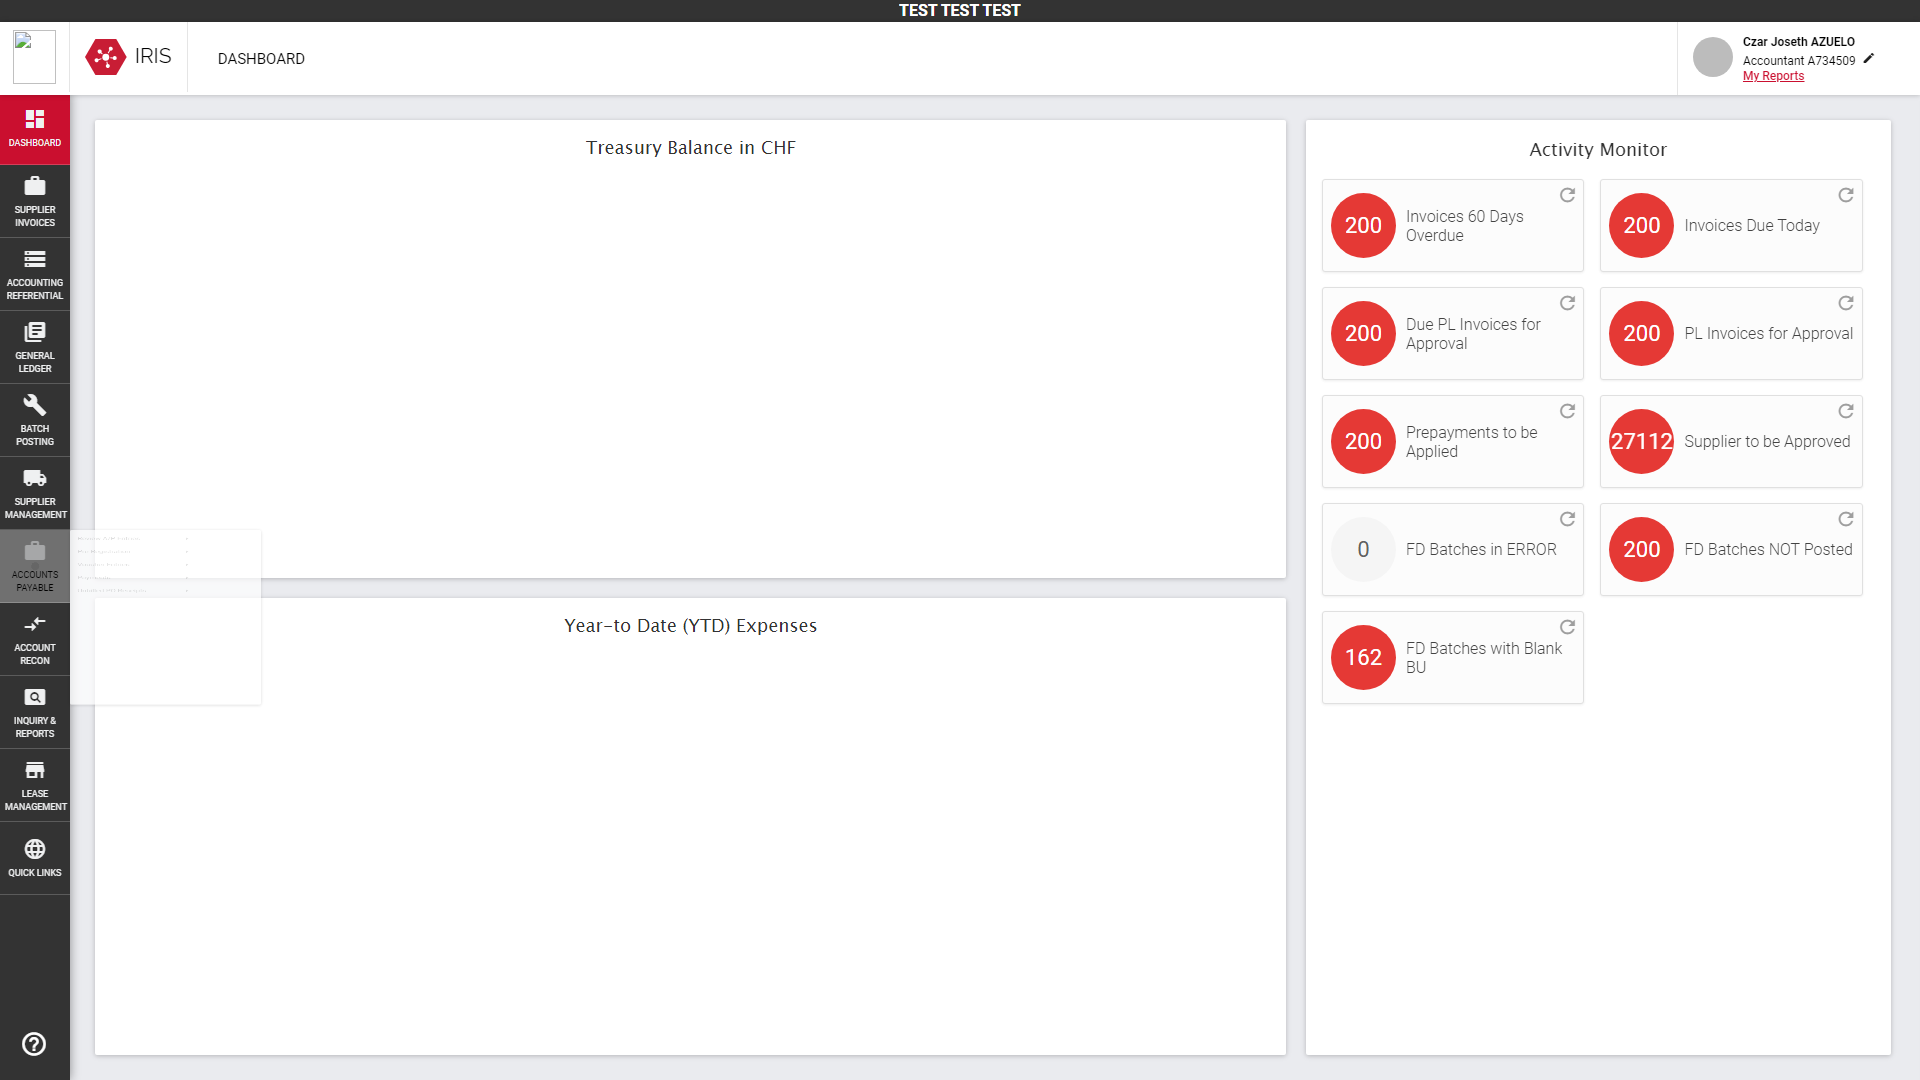 TEST TEST TEST
IRIS
DASHBOARD
Czar Joseth AZUELO
Accountant A734509
My Reports
DASHBOARD
SUPPLIER
INVOICES
ACCOUNTING
REFERENTIAL
GENERAL
LEDGER
BATCH
POSTING
SUPPLIER
MANAGEMENT
ACCOUNTS
PAYABLE
ACCOUNT
RECON
INQUIRY &
REPORTS
LEASE
MANAGEMENT
QUICK LINKS
Treasury Balance in CHF
Year-to Date (YTD) Expenses
Activity Monitor
200
Invoices 60 Days
Overdue
200
Invoices Due Today
200
Due PL Invoices for
Approval
200
PL Invoices for Approval
200
Prepayments to be
Applied
27112
Supplier to be Approved
0
FD Batches in ERROR
200
FD Batches NOT Posted
162
FD Batches with Blank
BU